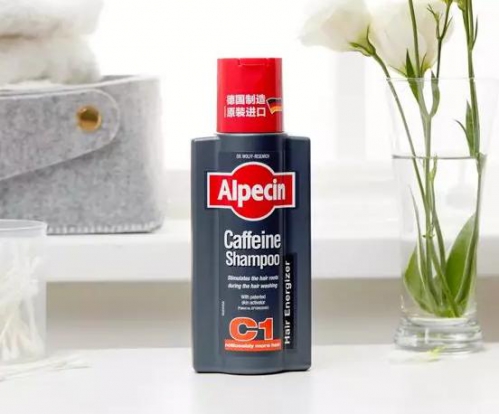 德国制造
原装进口
DR. WOLFF-RESEARCH
Alpecin
Caffeine
Shampoo
Stimulates the hair roots
during the hair washing
With patented
skin activator
C1
Hair Energizer